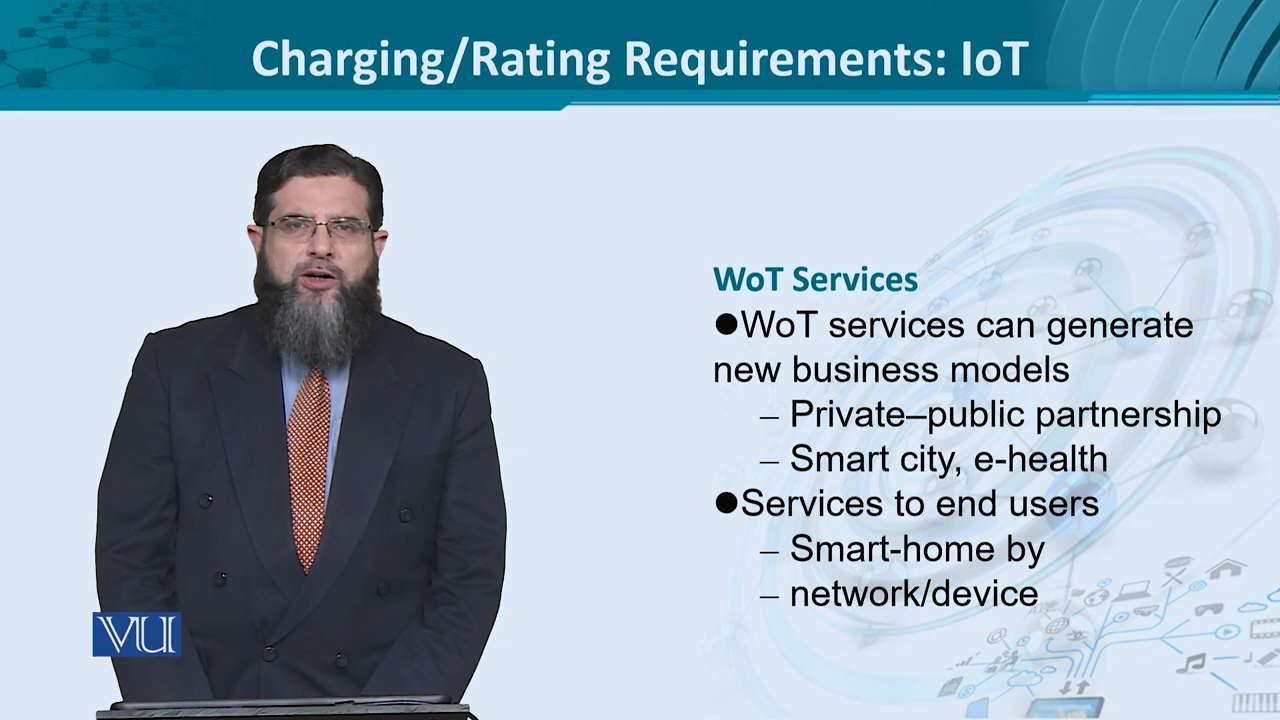 Charging/Rating Requirements: IoT
WoT Services
●WoT services can generate
new business models
– Private–public partnership
– Smart city, e-health
●Services to end users
– Smart-home by
– network/device
VU